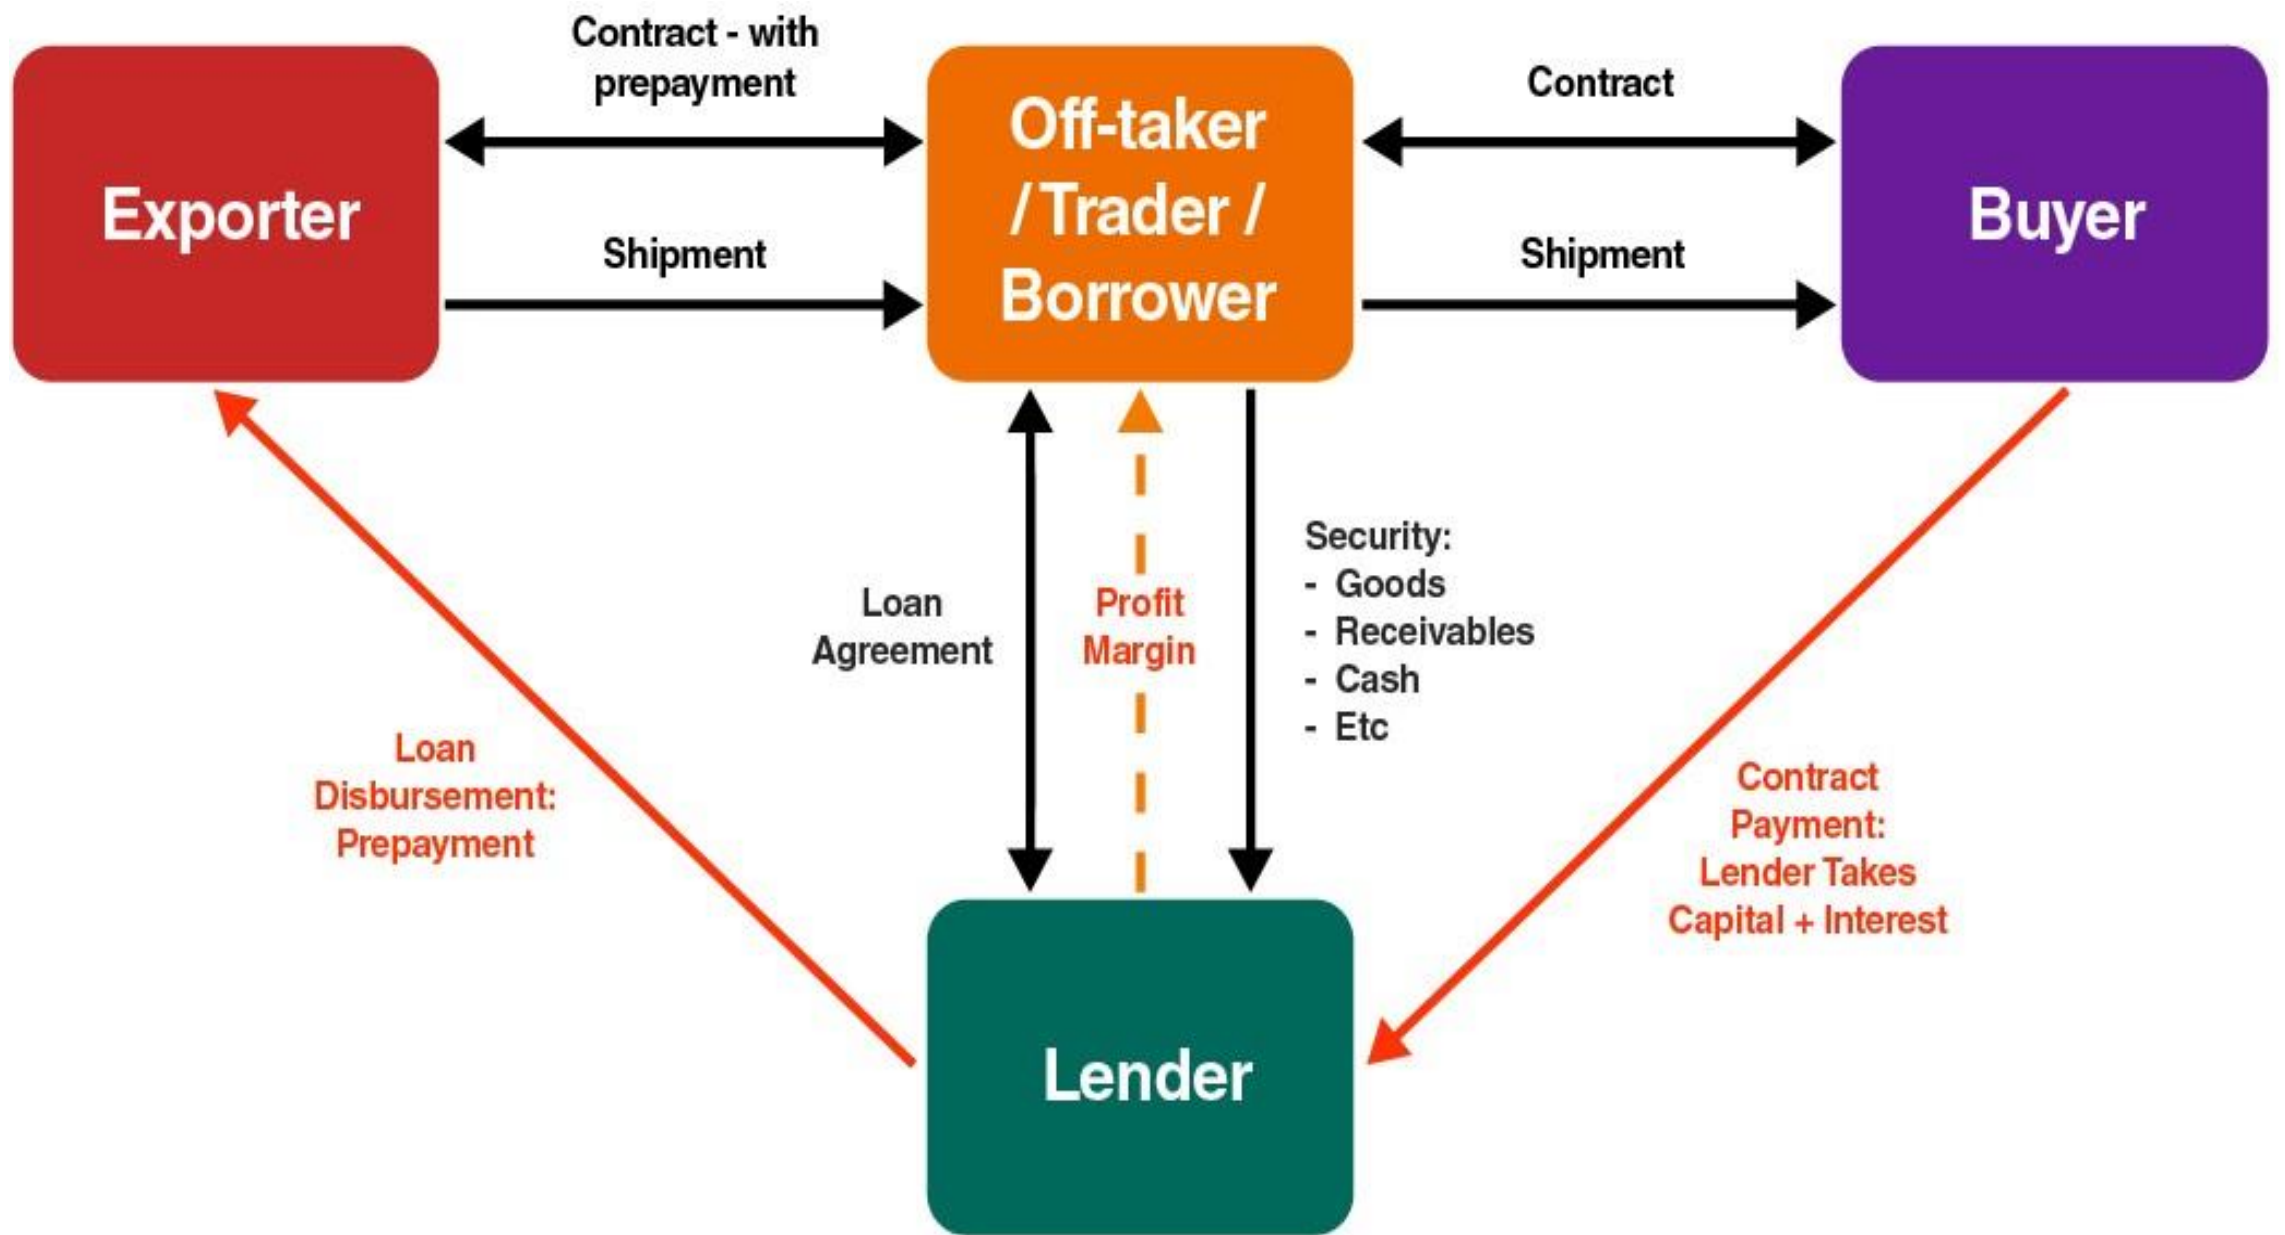 Contract - with
prepayment
Exporter
Shipment
Off-taker
/ Trader /
Borrower
Contract
Shipment
Buyer
Loan
Agreement
Profit
Margin
Security:
- Goods
- Receivables
- Cash
- Etc
Loan
Disbursement:
Prepayment
Contract
Payment:
Lender Takes
Capital + Interest
Lender